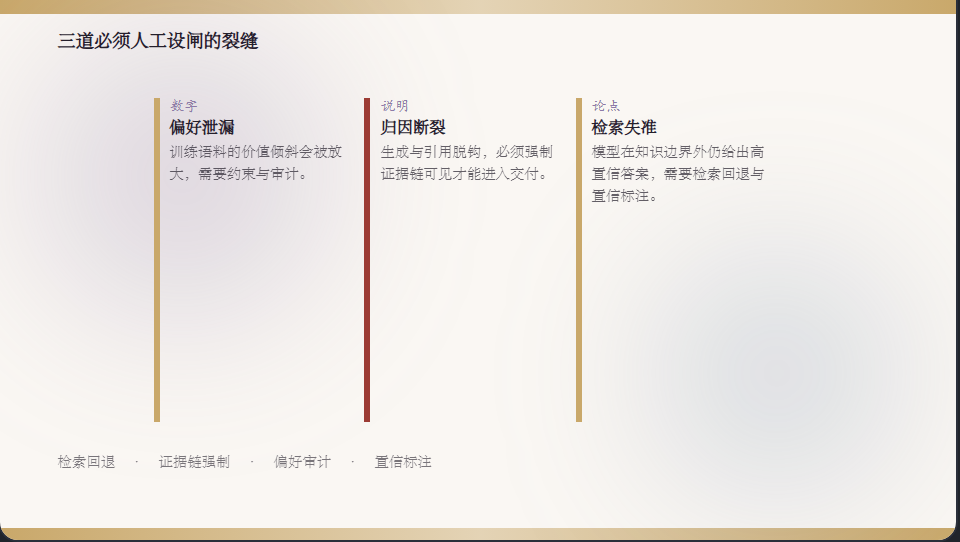 三道必须人工设闸的裂缝
数字
偏好泄漏
训练语料的价值倾斜会被放
大，需要约束与审计。
说明
归因断裂
生成与引用脱钩，必须强制
证据链可见才能进入交付。
论点
检索失准
模型在知识边界外仍给出高
置信答案，需要检索回退与
置信标注。
检索回退 · 证据链强制 · 偏好审计 · 置信标注